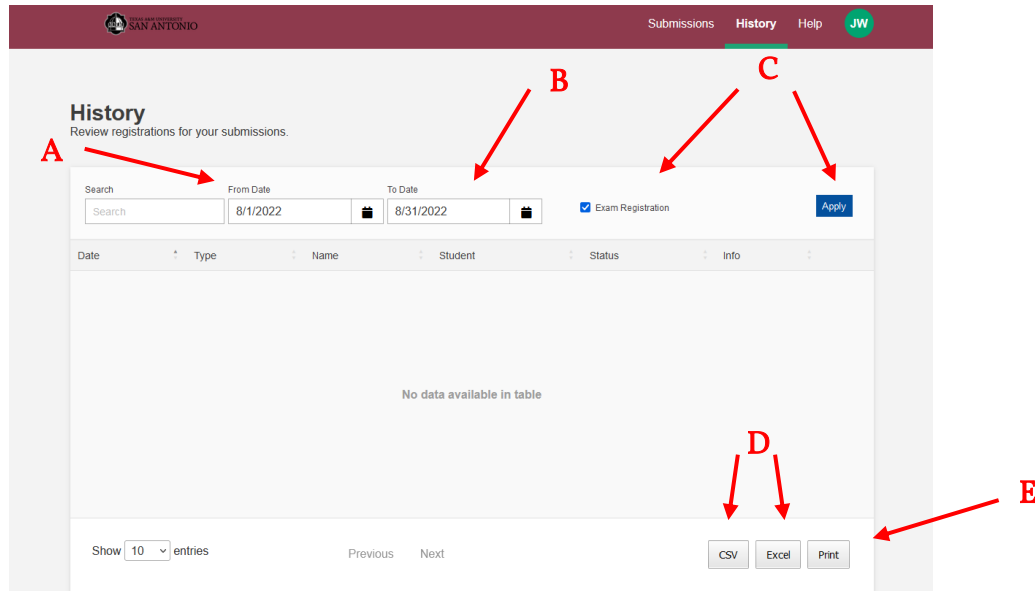 TEXAS A&M UNIVERSITY
SAN ANTONIO
Submissions History Help JW
B C
History
Review registrations for your submissions.
A
Search From Date To Date
Search 8/1/2022 8/31/2022 Exam Registration Apply
Date Type Name Student Status Info
No data available in table
D
E
Show 10 entries Previous Next CSV Excel Print